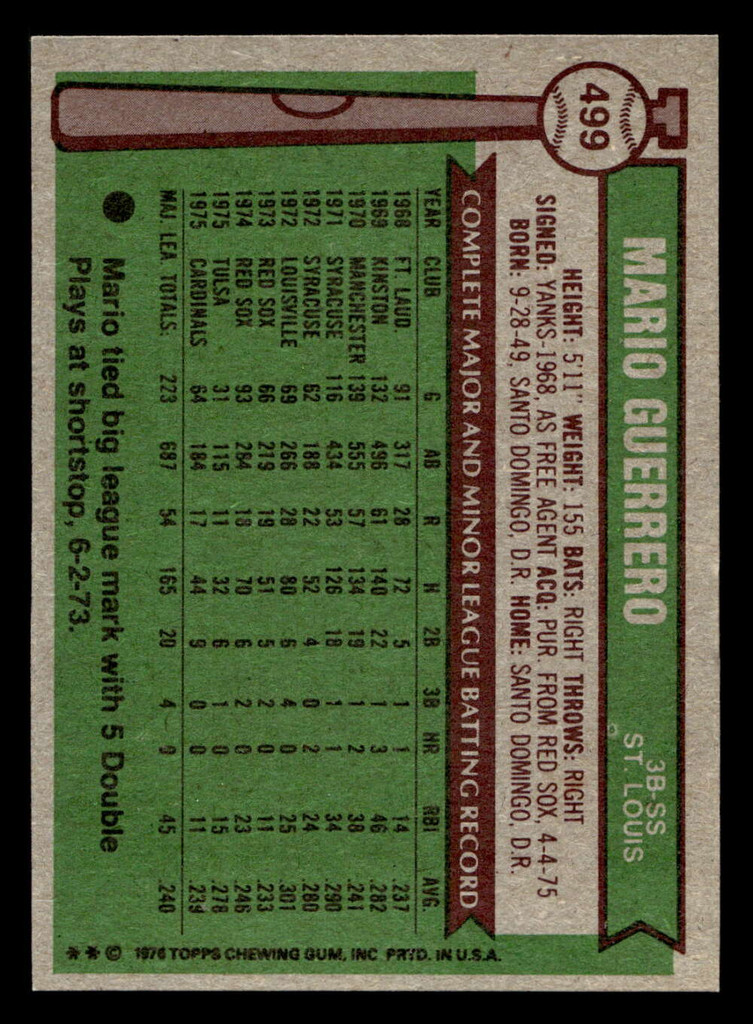 499
MARIO GUERRERO
3B-SS
ST. LOUIS
HEIGHT: 5'11" WEIGHT: 155 BATS: RIGHT THROWS: RIGHT
SIGNED: YANKS-1968, AS FREE AGENT ACQ: PUR. FROM RED SOX, 4-4-75
BORN: 9-28-49, SANTO DOMINGO, D.R. HOME: SANTO DOMINGO, D.R.
COMPLETE MAJOR AND MINOR LEAGUE BATTING RECORD
YEAR CLUB G AB R H 2B 3B HR RBI AVG.
1968 FT. LAUD. 91 317 28 72 5 1 1 14 .237
1969 KINSTON 132 496 61 140 22 1 3 46 .282
1970 MANCHESTER 139 555 57 134 19 1 2 38 .241
1971 SYRACUSE 116 434 53 126 18 1 1 34 .290
1972 SYRACUSE 62 188 22 52 4 0 2 24 .280
1972 LOUISVILLE 69 266 28 80 6 4 0 25 .301
1973 RED SOX 66 219 19 51 5 2 0 11 .233
1974 RED SOX 93 284 18 70 6 2 0 23 .246
1975 TULSA 31 115 11 32 6 1 0 15 .278
1975 CARDINALS 64 184 17 44 9 0 0 11 .239
MAJ. LEA. TOTALS: 223 687 54 165 20 4 0 45 .240
Mario tied big league mark with 5 Double
Plays at shortstop, 6-2-73.
** © 1976 TOPPS CHEWING GUM, INC. PRTD. IN U.S.A.